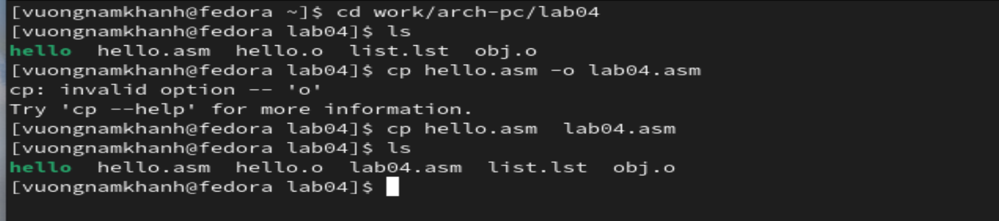 [vuongnamkhanh@fedora ~]$ cd work/arch-pc/lab04
[vuongnamkhanh@fedora lab04]$ ls
hello  hello.asm  hello.o  list.lst  obj.o
[vuongnamkhanh@fedora lab04]$ cp hello.asm -o lab04.asm
cp: invalid option -- 'o'
Try 'cp --help' for more information.
[vuongnamkhanh@fedora lab04]$ cp hello.asm  lab04.asm
[vuongnamkhanh@fedora lab04]$ ls
hello  hello.asm  hello.o  lab04.asm  list.lst  obj.o
[vuongnamkhanh@fedora lab04]$